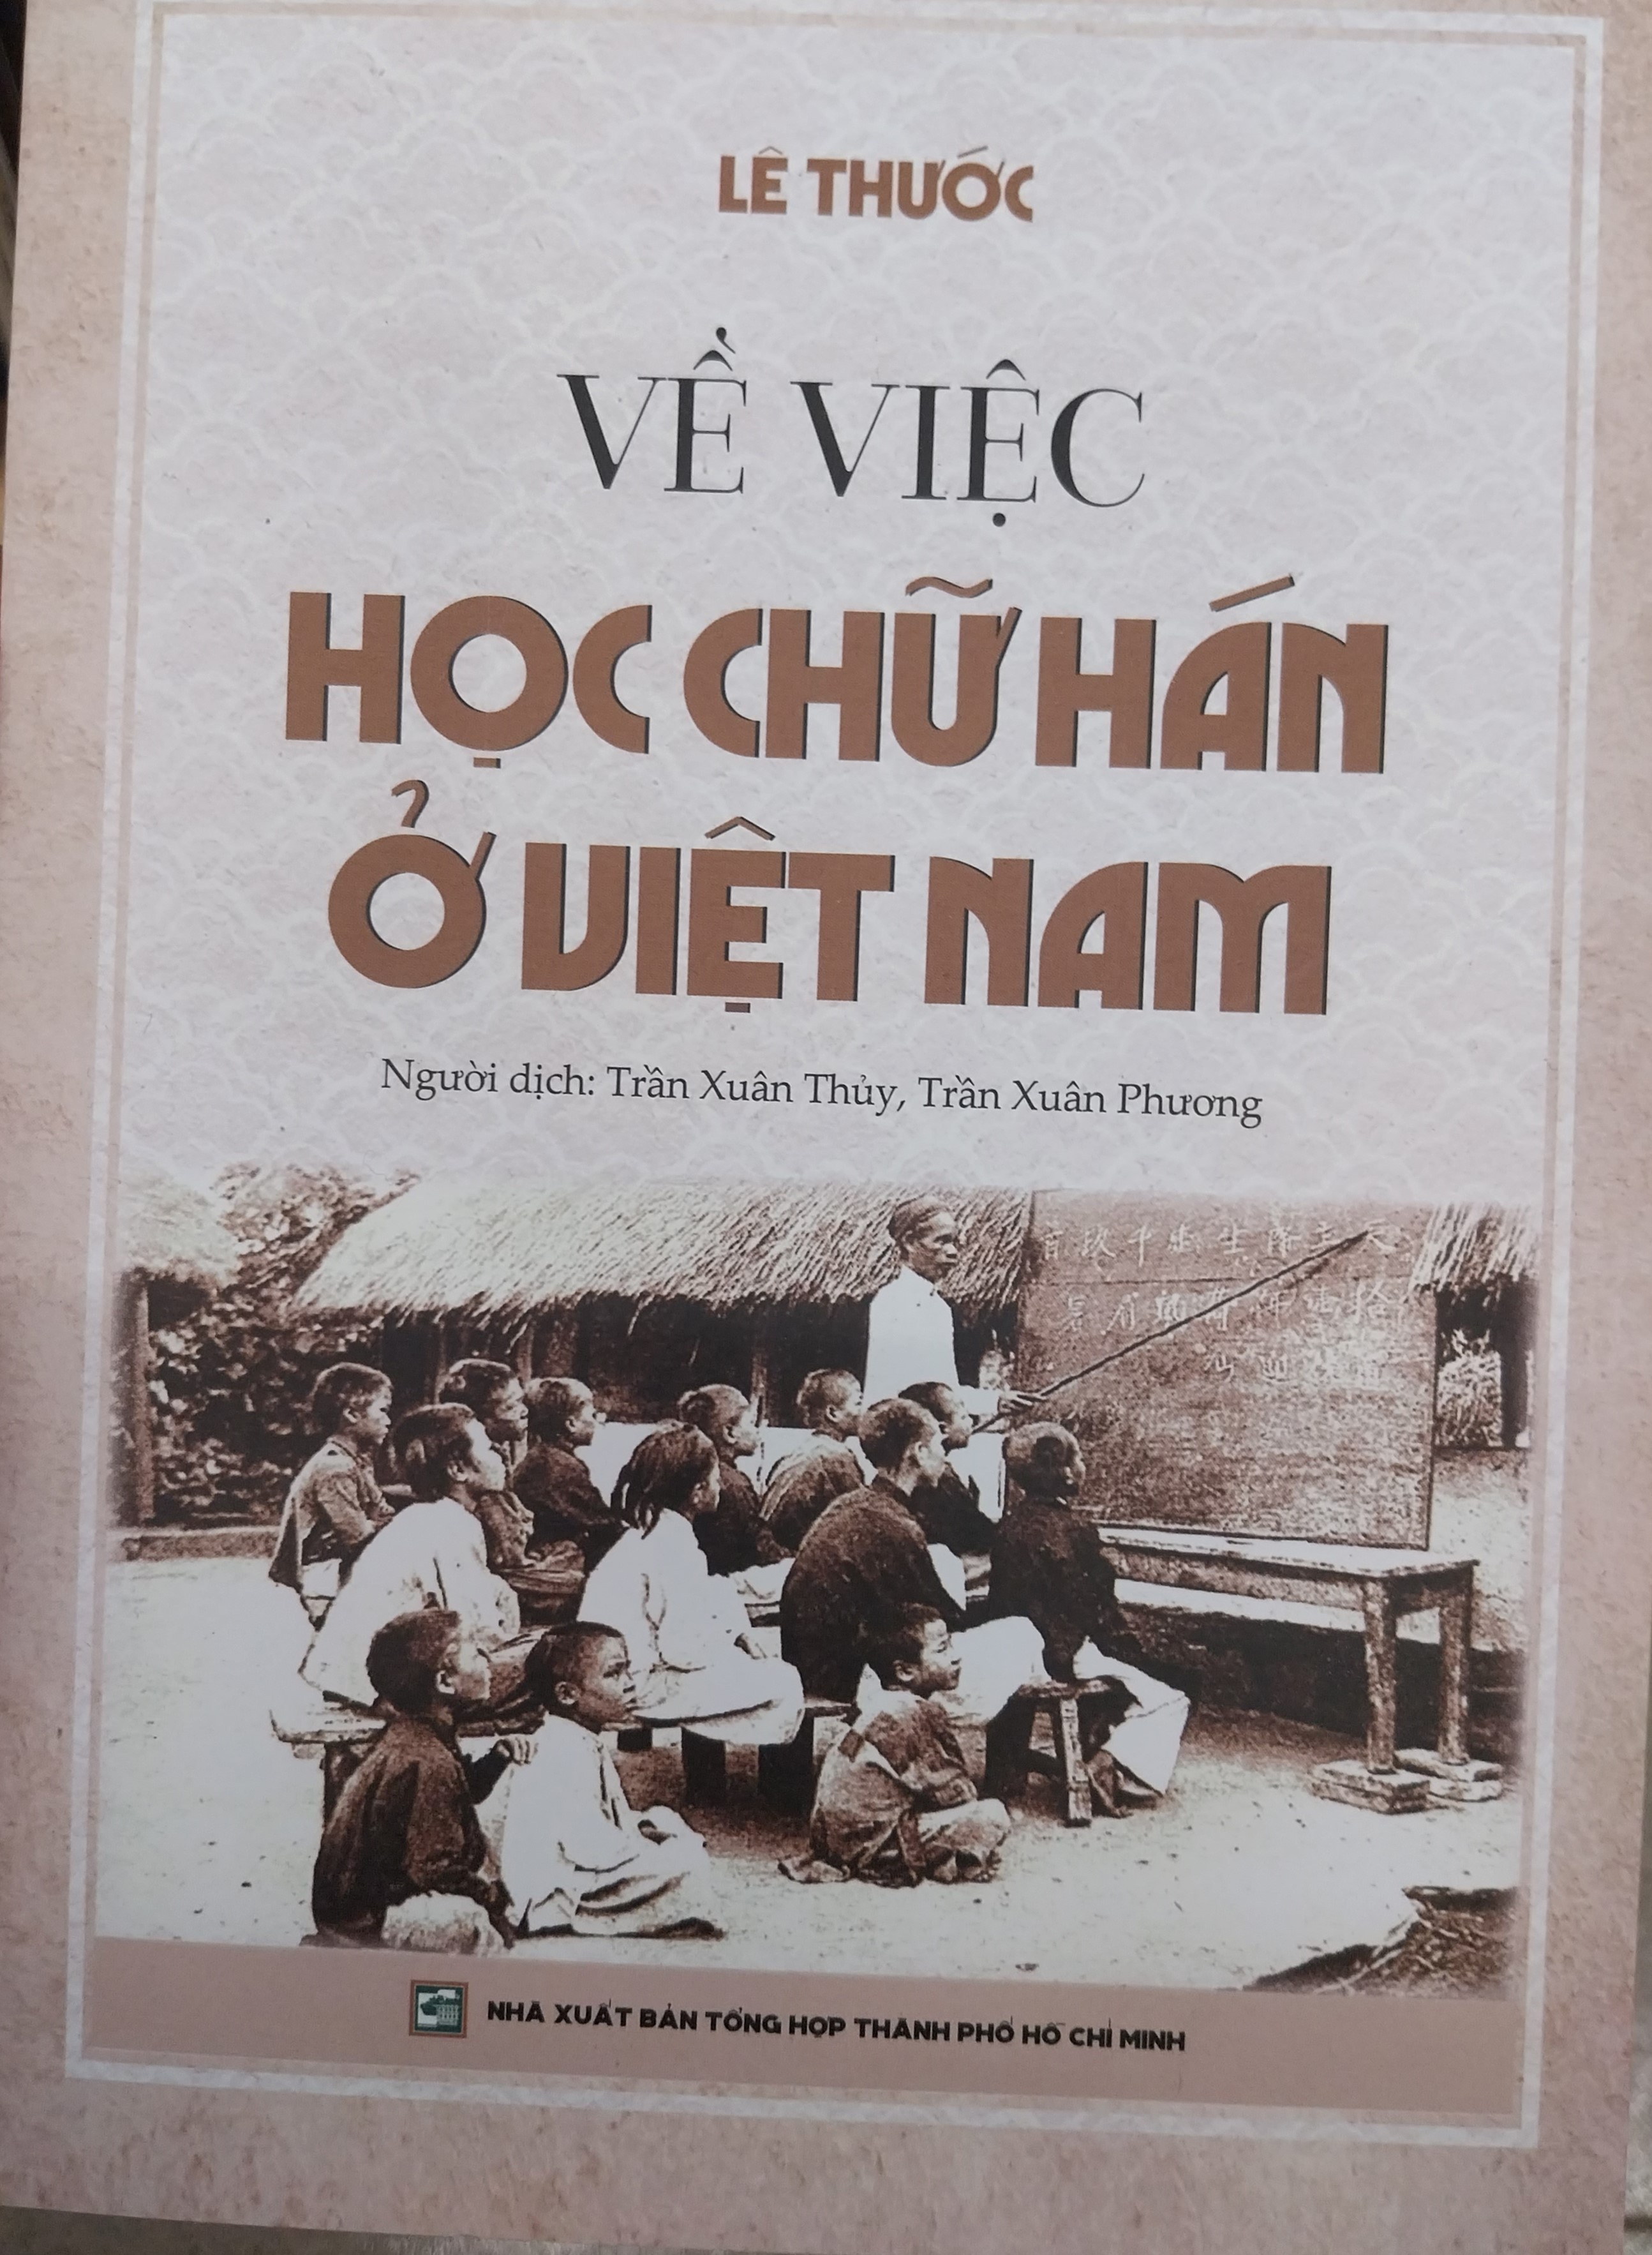 LÊ THƯỚC
VỀ VIỆC
HỌC CHỮ HÁN
Ở VIỆT NAM
Người dịch: Trần Xuân Thủy, Trần Xuân Phương
NHÀ XUẤT BẢN TỔNG HỢP THÀNH PHỐ HỒ CHÍ MINH